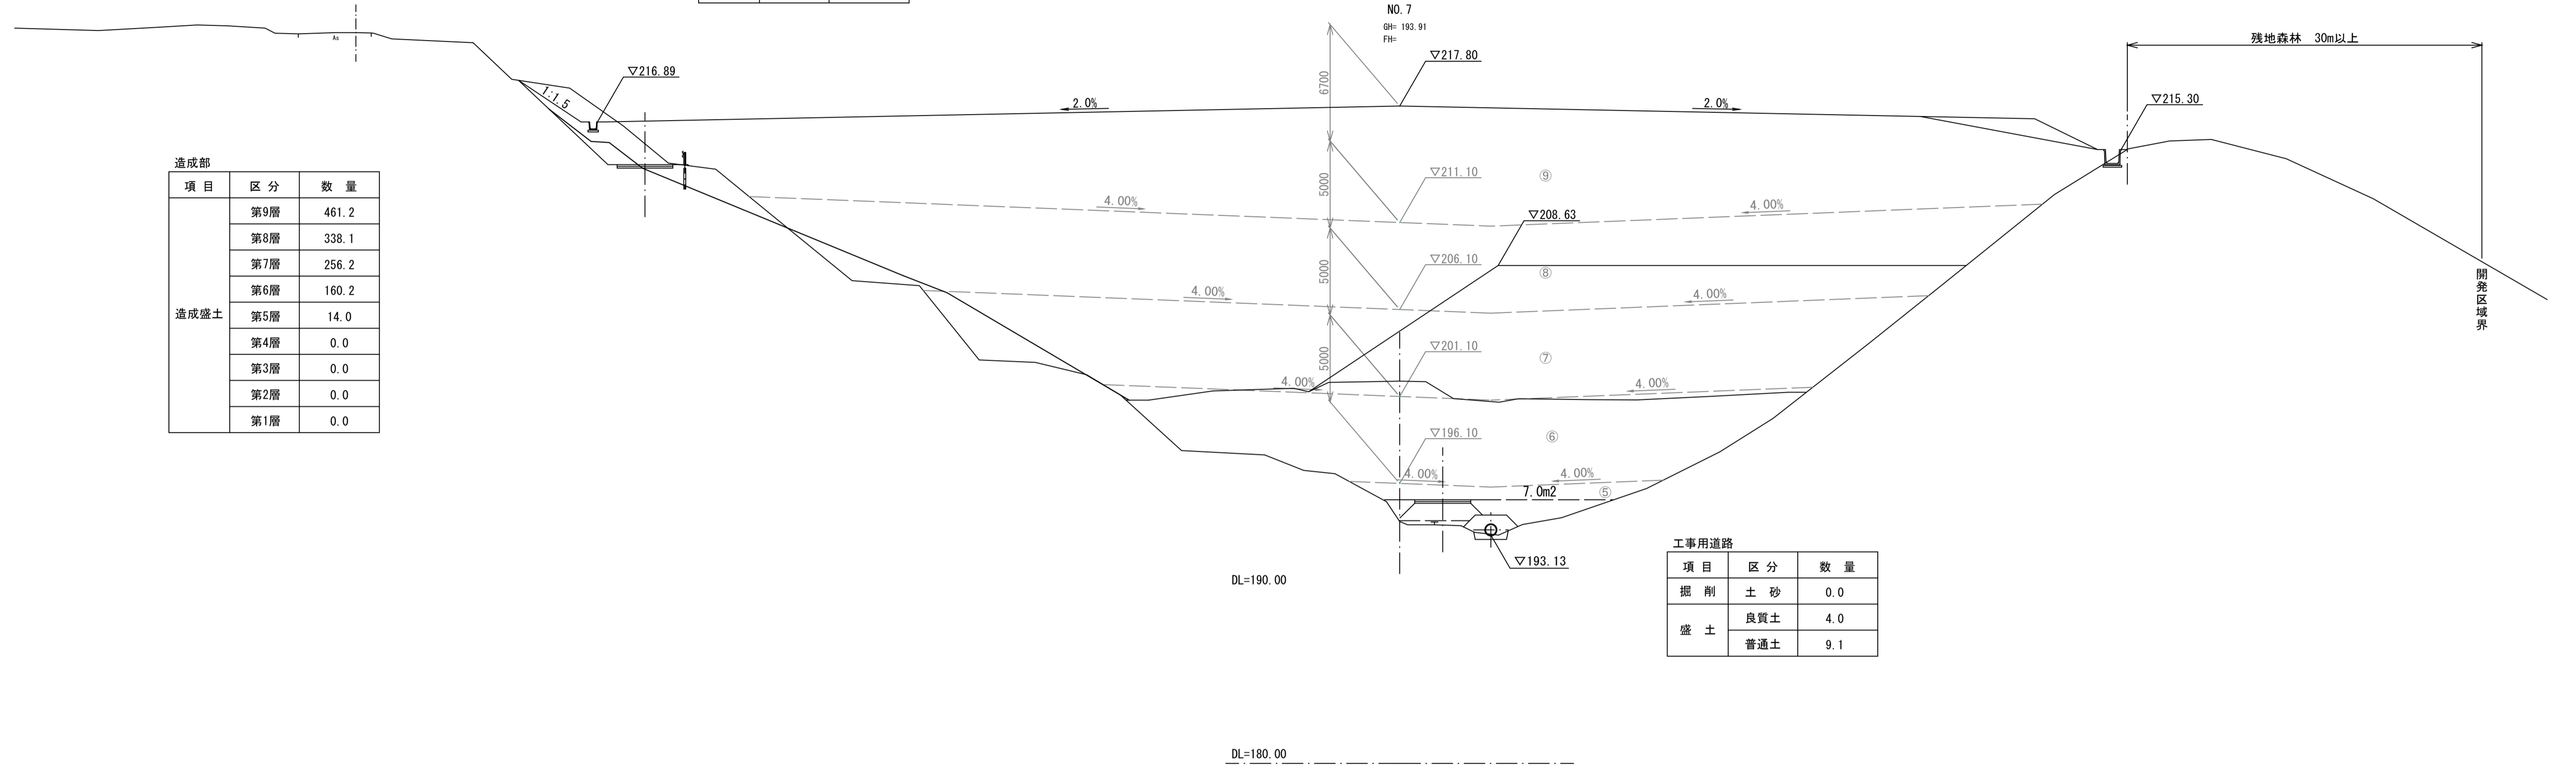 NO.7
GH= 193.91
FH=
As
残地森林　30m以上
▽217.80
▽216.89
1:1.5
2.0%
2.0%
▽215.30
6700
造成部
項 目 区 分 数 量
造成盛土
第9層 461.2
第8層 338.1
第7層 256.2
第6層 160.2
第5層 14.0
第4層 0.0
第3層 0.0
第2層 0.0
第1層 0.0
5000
▽211.10
⑨
4.00%
4.00%
▽208.63
5000
▽206.10
⑧
4.00%
4.00%
開発区域界
5000
▽201.10
⑦
4.00%
4.00%
▽196.10
⑥
4.00%
4.00%
7.0m2
⑤
▽193.13
DL=190.00
工事用道路
項 目 区 分 数 量
掘 削 土 砂 0.0
盛 土
良質土 4.0
普通土 9.1
DL=180.00